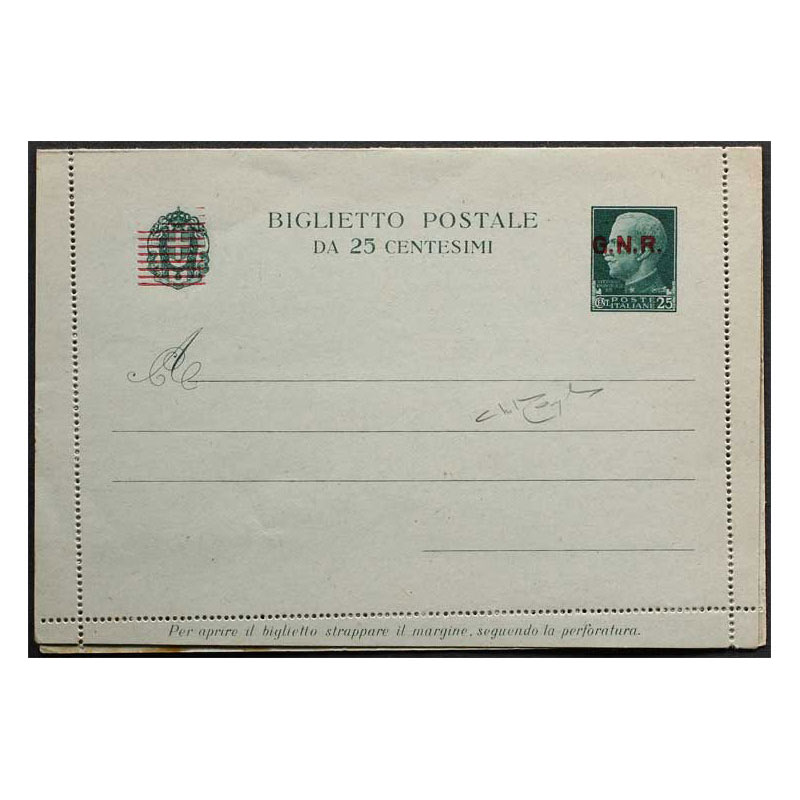 BIGLIETTO POSTALE
DA 25 CENTESIMI
G.N.R.
POSTE
ITALIANE
25
A
Per aprire il biglietto strappare il margine, seguendo la perforatura.